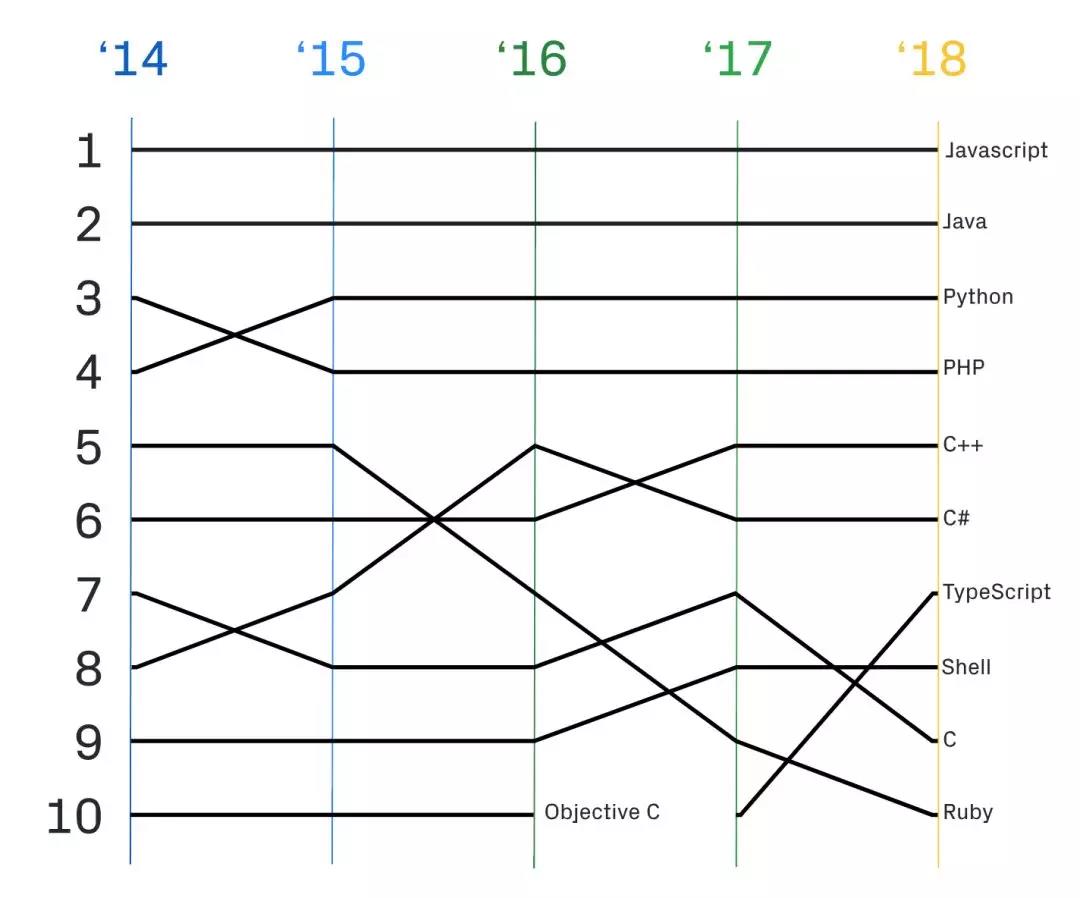 ‘14 ‘15 ‘16 ‘17 ‘18
1 Javascript
2 Java
3 Python
4 PHP
5 C++
6 C#
7 TypeScript
8 Shell
9 C
10 Objective C Ruby